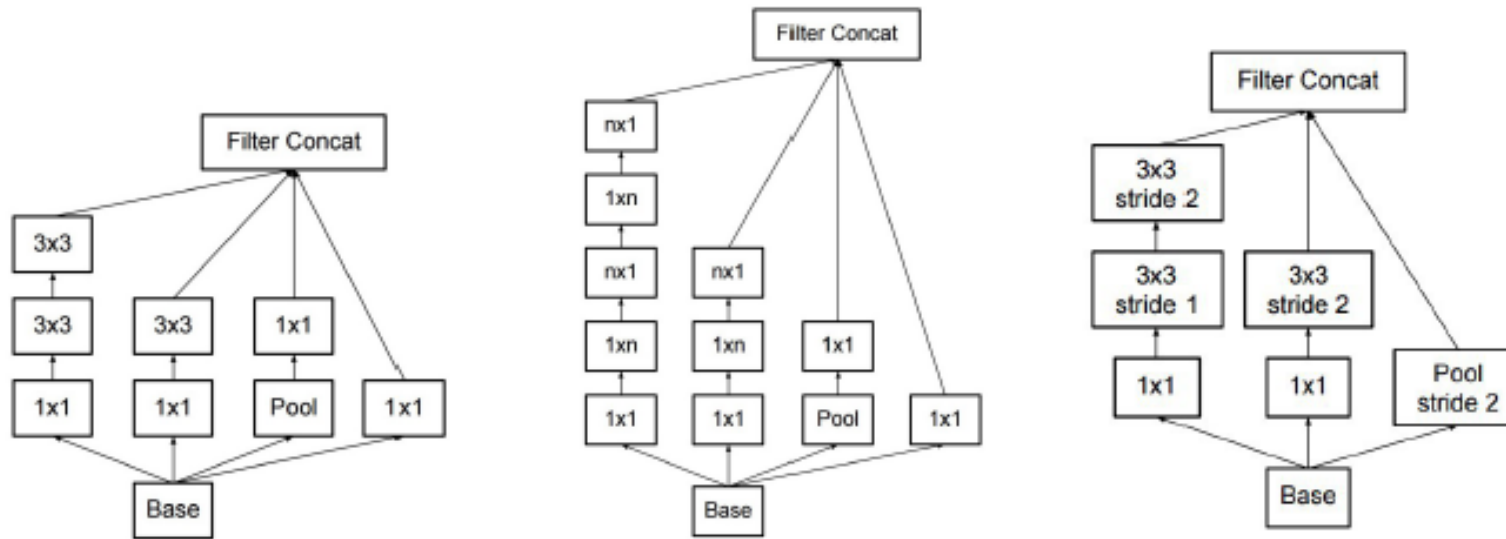 Filter Concat
3x3
3x3
3x3
1x1
1x1
1x1
Pool
1x1
Base
Filter Concat
nx1
1xn
nx1
nx1
1xn
1xn
1x1
1x1
1x1
Pool
1x1
Base
Filter Concat
3x3
stride 2
3x3
stride 1
3x3
stride 2
1x1
1x1
Pool
stride 2
Base